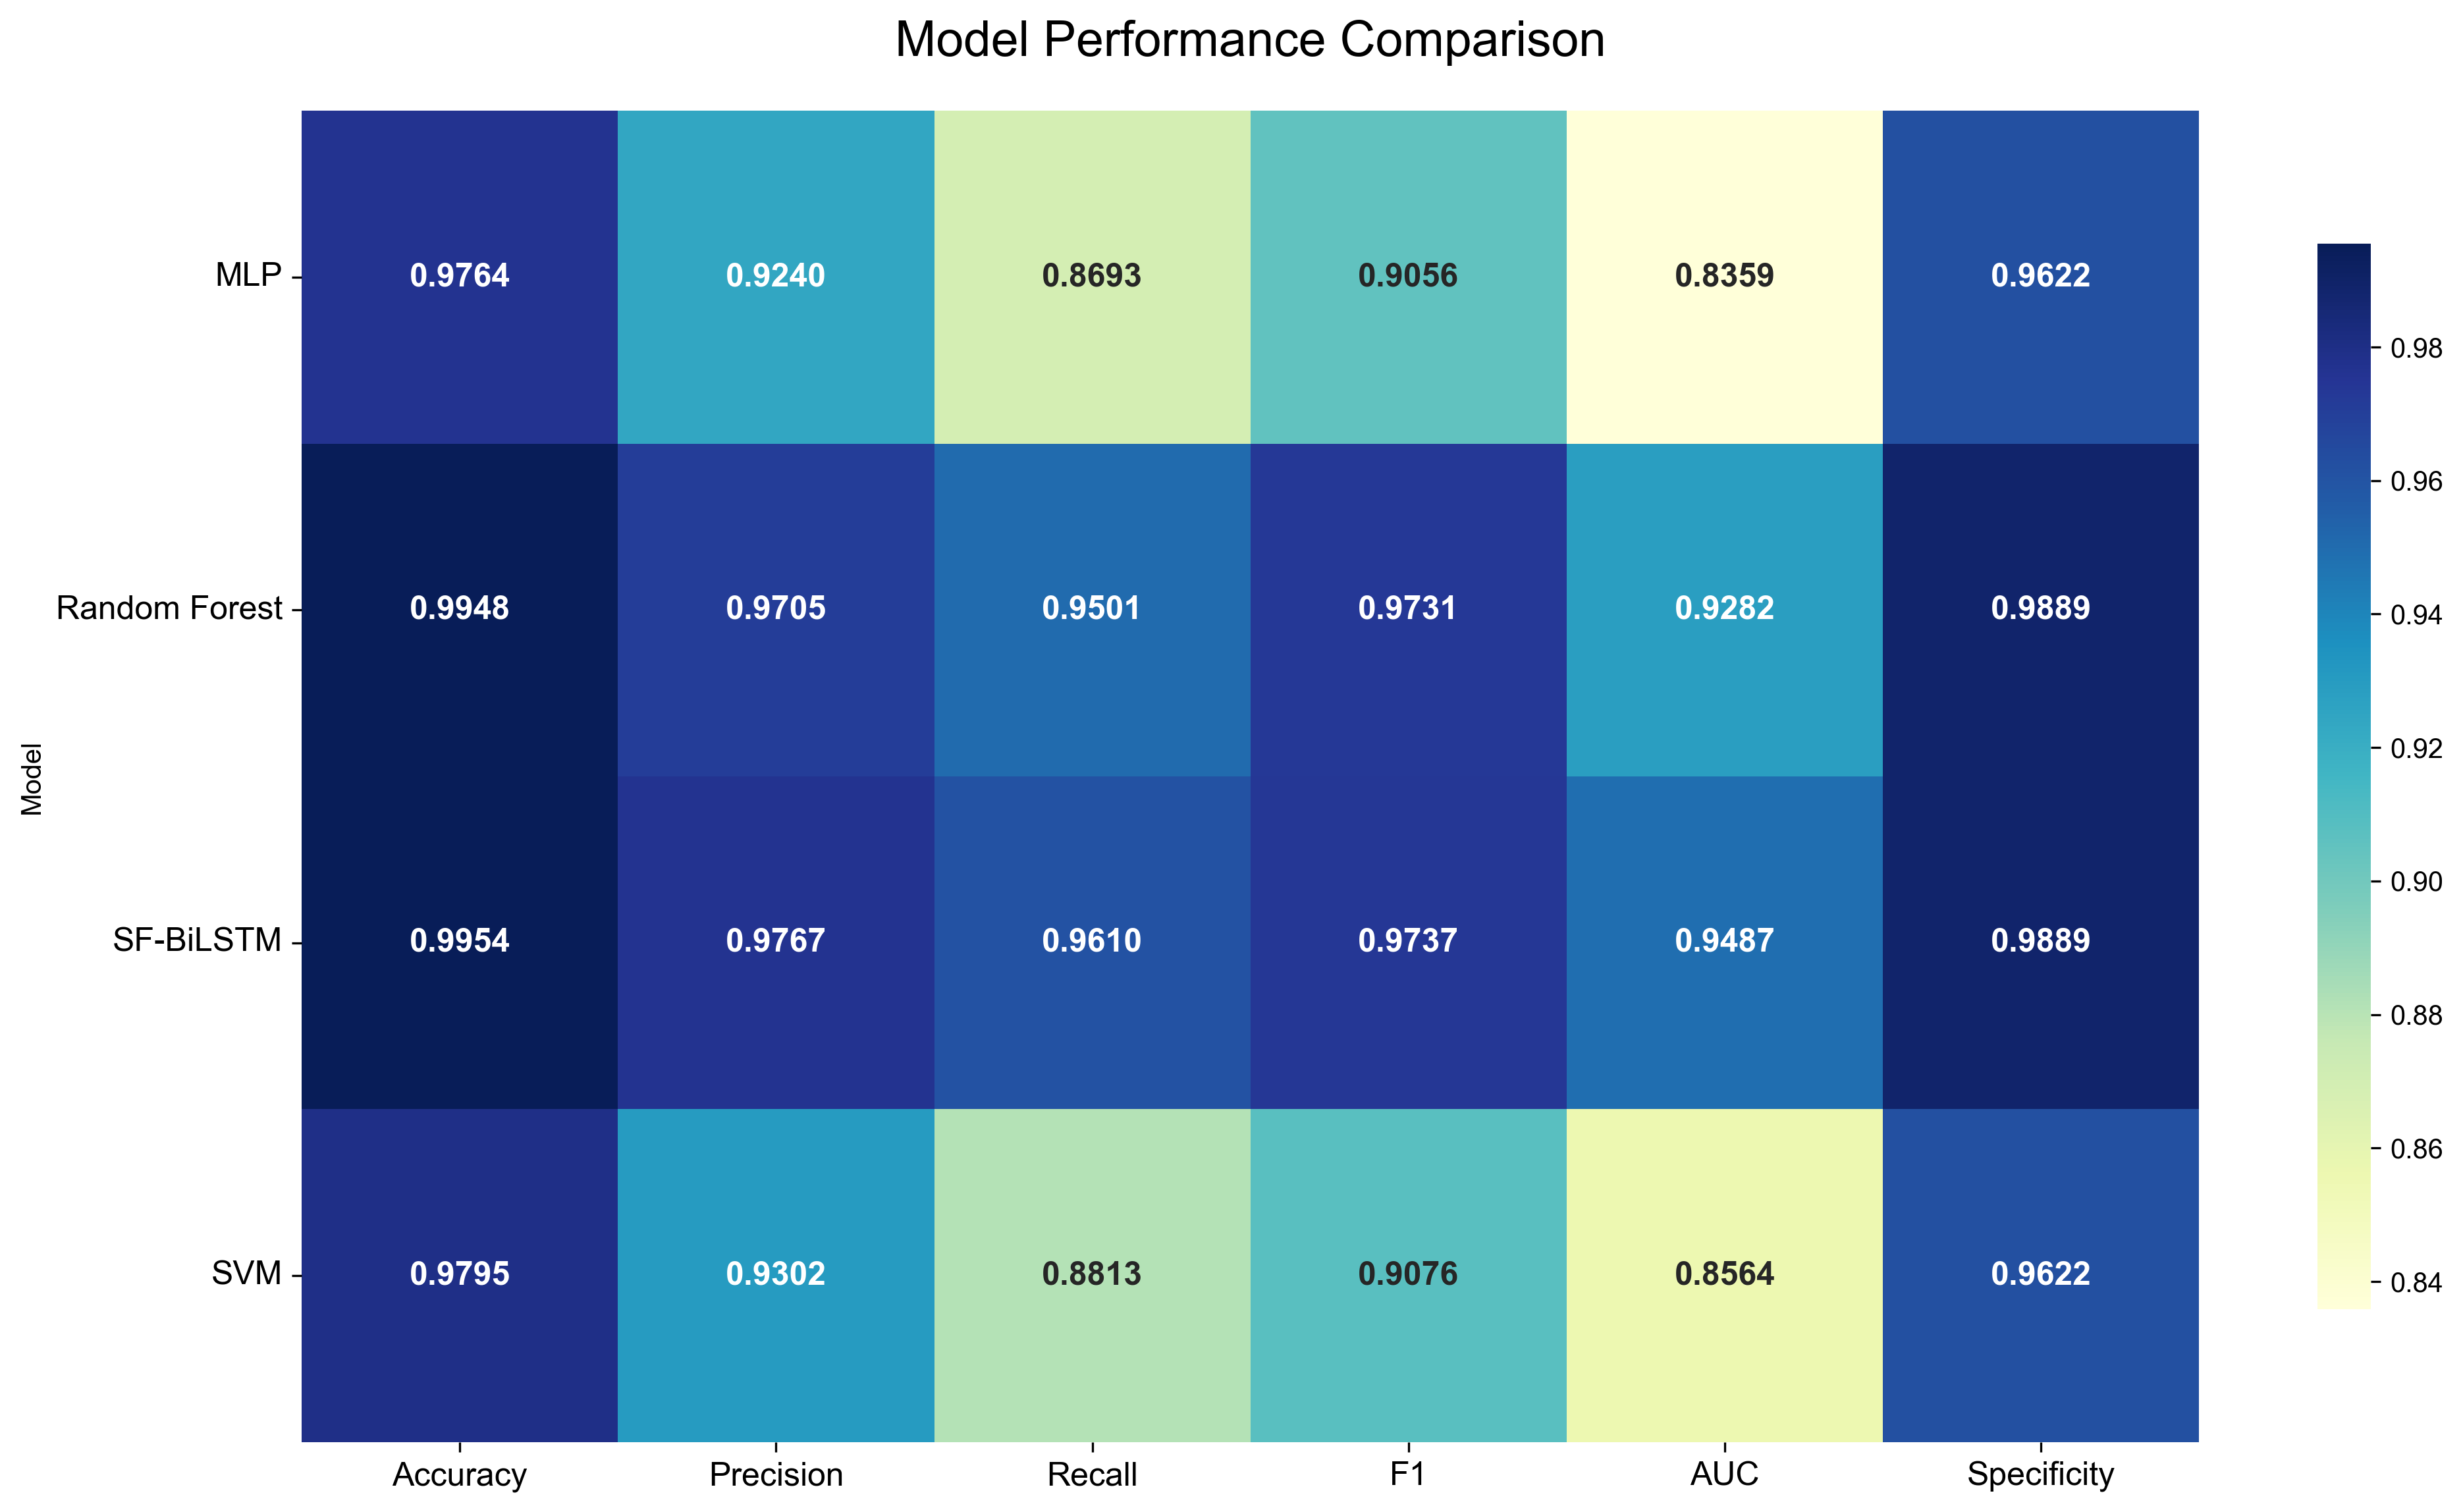 Model Performance Comparison
MLP 0.9764 0.9240 0.8693 0.9056 0.8359 0.9622
Random Forest 0.9948 0.9705 0.9501 0.9731 0.9282 0.9889
SF-BiLSTM 0.9954 0.9767 0.9610 0.9737 0.9487 0.9889
SVM 0.9795 0.9302 0.8813 0.9076 0.8564 0.9622
Accuracy Precision Recall F1 AUC Specificity
Model
0.98
0.96
0.94
0.92
0.90
0.88
0.86
0.84